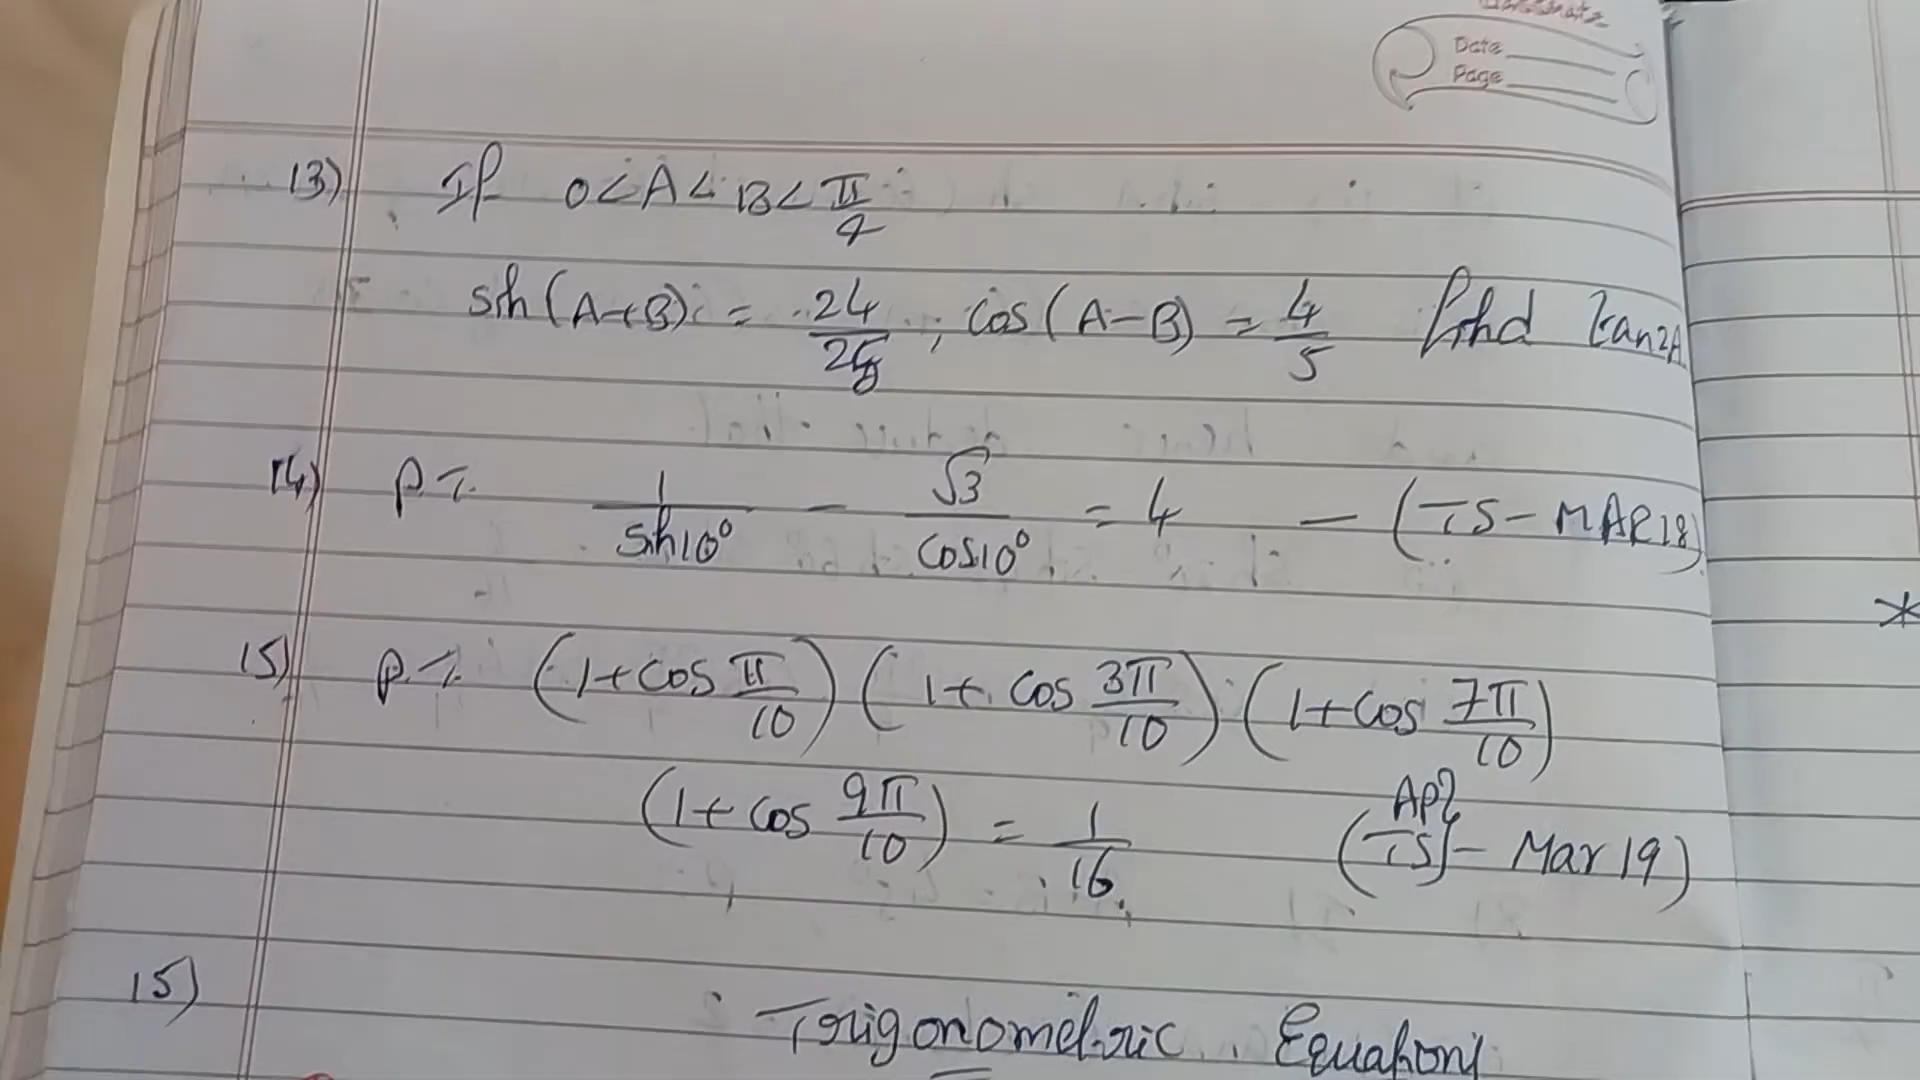 Date
Page
13) If 0<A<B<π/4
sin(A+B) = 24/25, cos(A-B) = 4/5 find tan2A
14) P.T. 1/sin10° - √3/cos10° = 4 - (TS-MAR18)
15) P.T. (1+cos π/10) (1+cos 3π/10) (1+cos 7π/10)
(1+cos 9π/10) = 1/16. (AP & TS - Mar 19)
15)
Trigonometric Equations